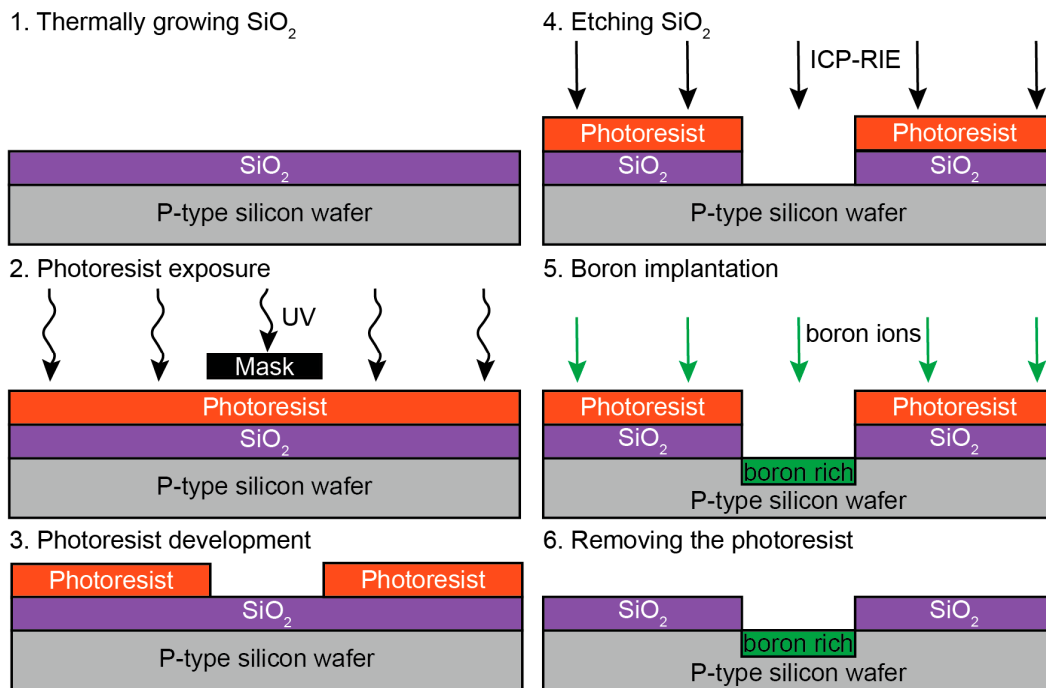 1. Thermally growing SiO₂
SiO₂
P-type silicon wafer
2. Photoresist exposure
UV
Mask
Photoresist
SiO₂
P-type silicon wafer
3. Photoresist development
Photoresist Photoresist
SiO₂
P-type silicon wafer
4. Etching SiO₂
ICP-RIE
Photoresist Photoresist
SiO₂ SiO₂
P-type silicon wafer
5. Boron implantation
boron ions
Photoresist Photoresist
SiO₂ SiO₂
boron rich
P-type silicon wafer
6. Removing the photoresist
SiO₂ SiO₂
boron rich
P-type silicon wafer